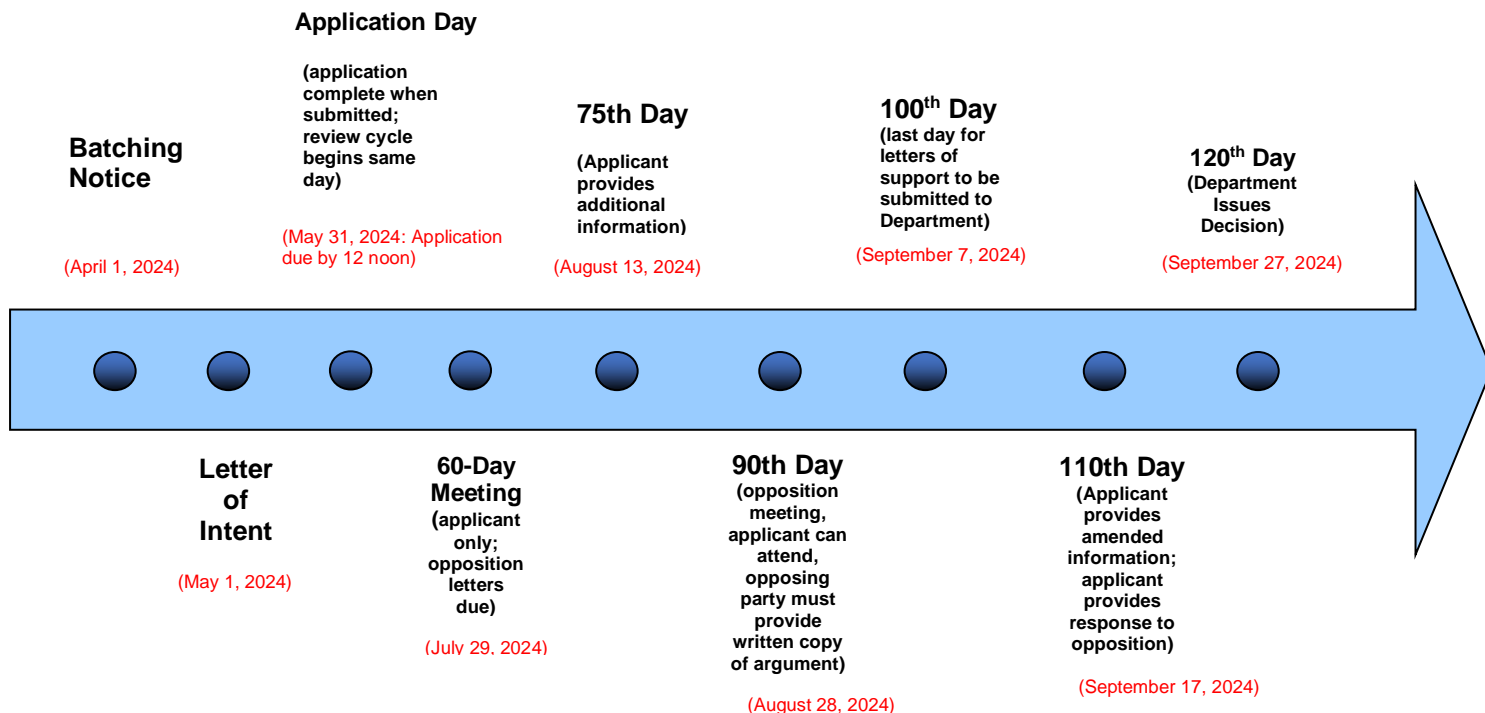 Batching
Notice
(April 1, 2024)
Letter
of
Intent
(May 1, 2024)
Application Day
(application
complete when
submitted;
review cycle
begins same
day)
(May 31, 2024: Application
due by 12 noon)
60-Day
Meeting
(applicant
only;
opposition
letters
due)
(July 29, 2024)
75th Day
(Applicant
provides
additional
information)
(August 13, 2024)
90th Day
(opposition
meeting,
applicant can
attend,
opposing
party must
provide
written copy
of argument)
(August 28, 2024)
100th Day
(last day for
letters of
support to be
submitted to
Department)
(September 7, 2024)
110th Day
(Applicant
provides
amended
information;
applicant
provides
response to
opposition)
(September 17, 2024)
120th Day
(Department
Issues
Decision)
(September 27, 2024)